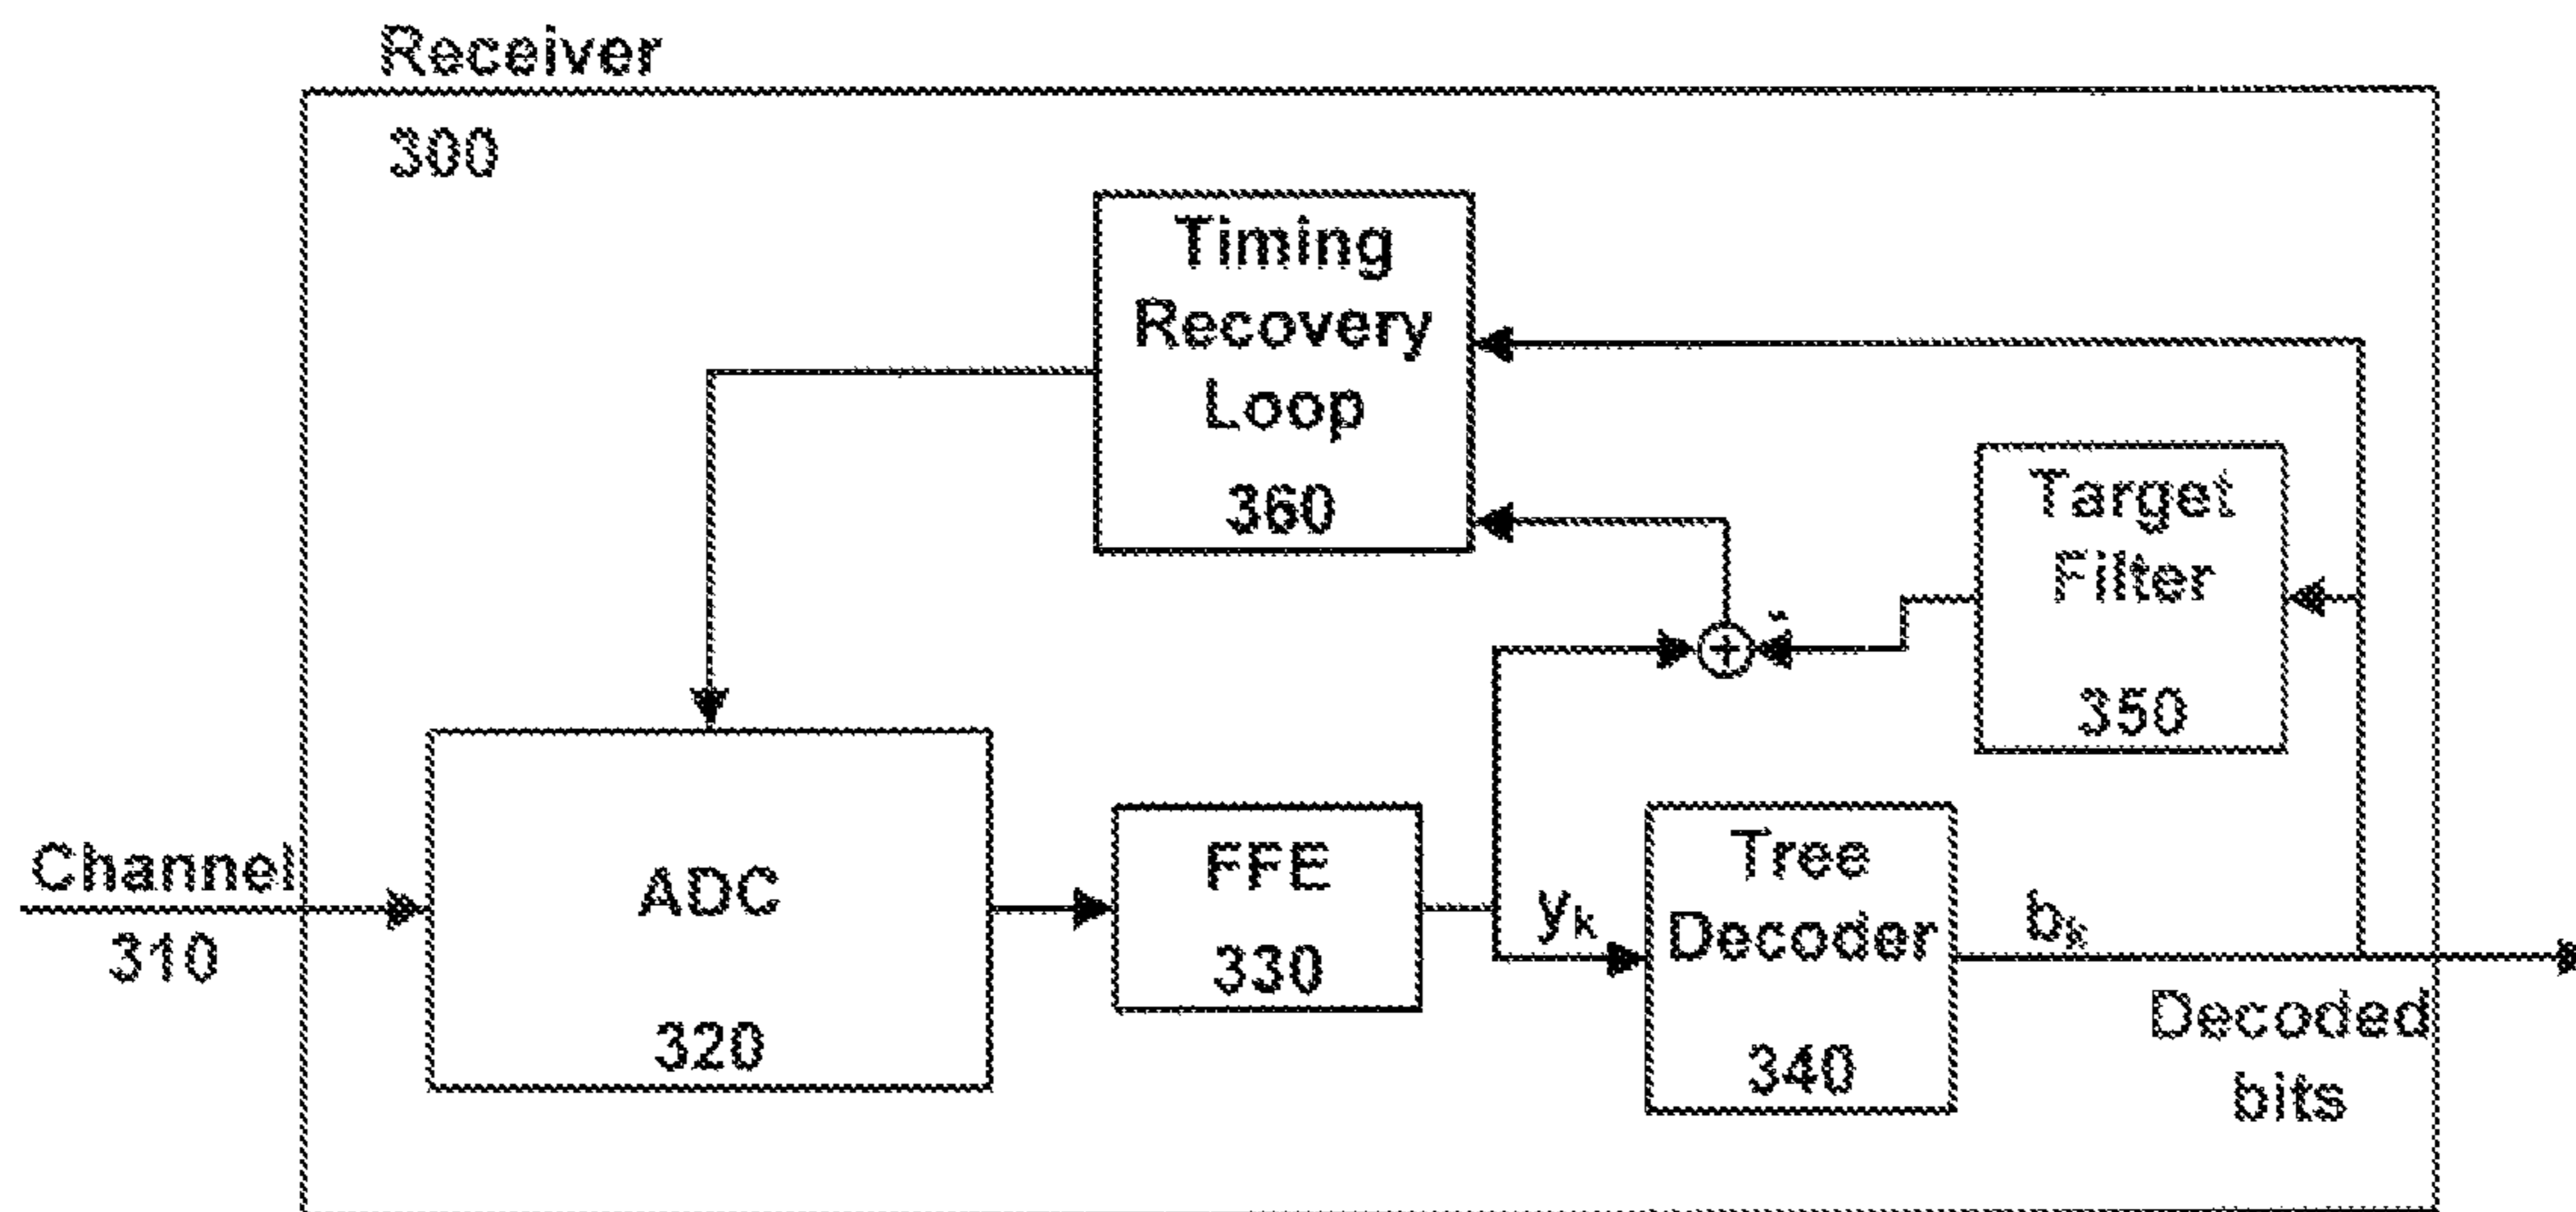 Receiver
300
Timing
Recovery
Loop
360
Target
Filter
350
-
+
Channel
310
ADC
320
FFE
330
yk
Tree
Decoder
340
bk
Decoded
bits